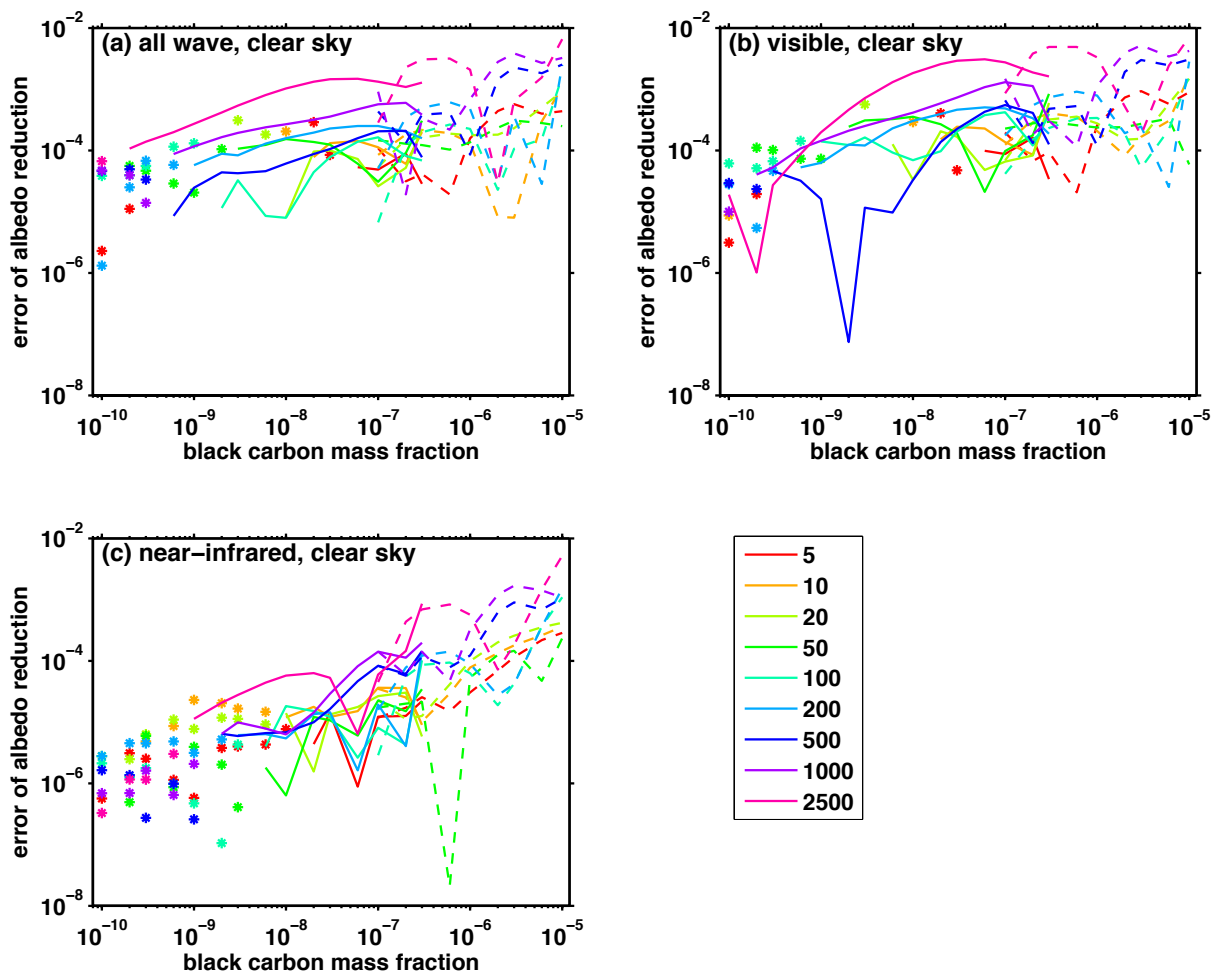 (a) all wave, clear sky
error of albedo reduction
10⁻²
10⁻⁴
10⁻⁶
10⁻⁸
10⁻¹⁰ 10⁻⁹ 10⁻⁸ 10⁻⁷ 10⁻⁶ 10⁻⁵
black carbon mass fraction
(b) visible, clear sky
error of albedo reduction
10⁻²
10⁻⁴
10⁻⁶
10⁻⁸
10⁻¹⁰ 10⁻⁹ 10⁻⁸ 10⁻⁷ 10⁻⁶ 10⁻⁵
black carbon mass fraction
(c) near−infrared, clear sky
error of albedo reduction
10⁻²
10⁻⁴
10⁻⁶
10⁻⁸
10⁻¹⁰ 10⁻⁹ 10⁻⁸ 10⁻⁷ 10⁻⁶ 10⁻⁵
black carbon mass fraction
5
10
20
50
100
200
500
1000
2500